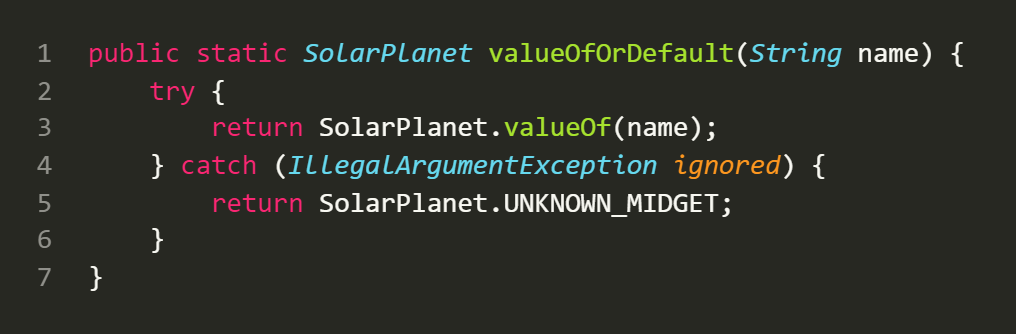 1 public static SolarPlanet valueOfOrDefault(String name) {
2     try {
3         return SolarPlanet.valueOf(name);
4     } catch (IllegalArgumentException ignored) {
5         return SolarPlanet.UNKNOWN_MIDGET;
6     }
7 }